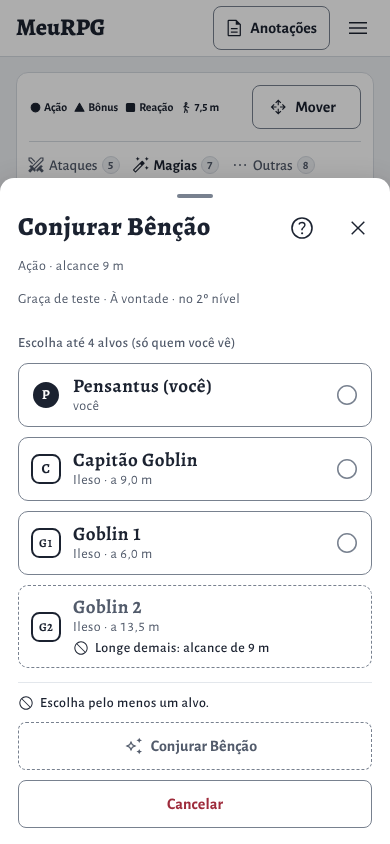 MeuRPG
Anotações
Ação Bônus Reação 7,5 m
Mover
Ataques 5 Magias 7 Outras 8
Conjurar Bênção
Ação · alcance 9 m
Graça de teste · À vontade · no 2º nível
Escolha até 4 alvos (só quem você vê)
P
Pensantus (você)
você
C
Capitão Goblin
Ileso · a 9,0 m
G1
Goblin 1
Ileso · a 6,0 m
G2
Goblin 2
Ileso · a 13,5 m
Longe demais: alcance de 9 m
Escolha pelo menos um alvo.
Conjurar Bênção
Cancelar